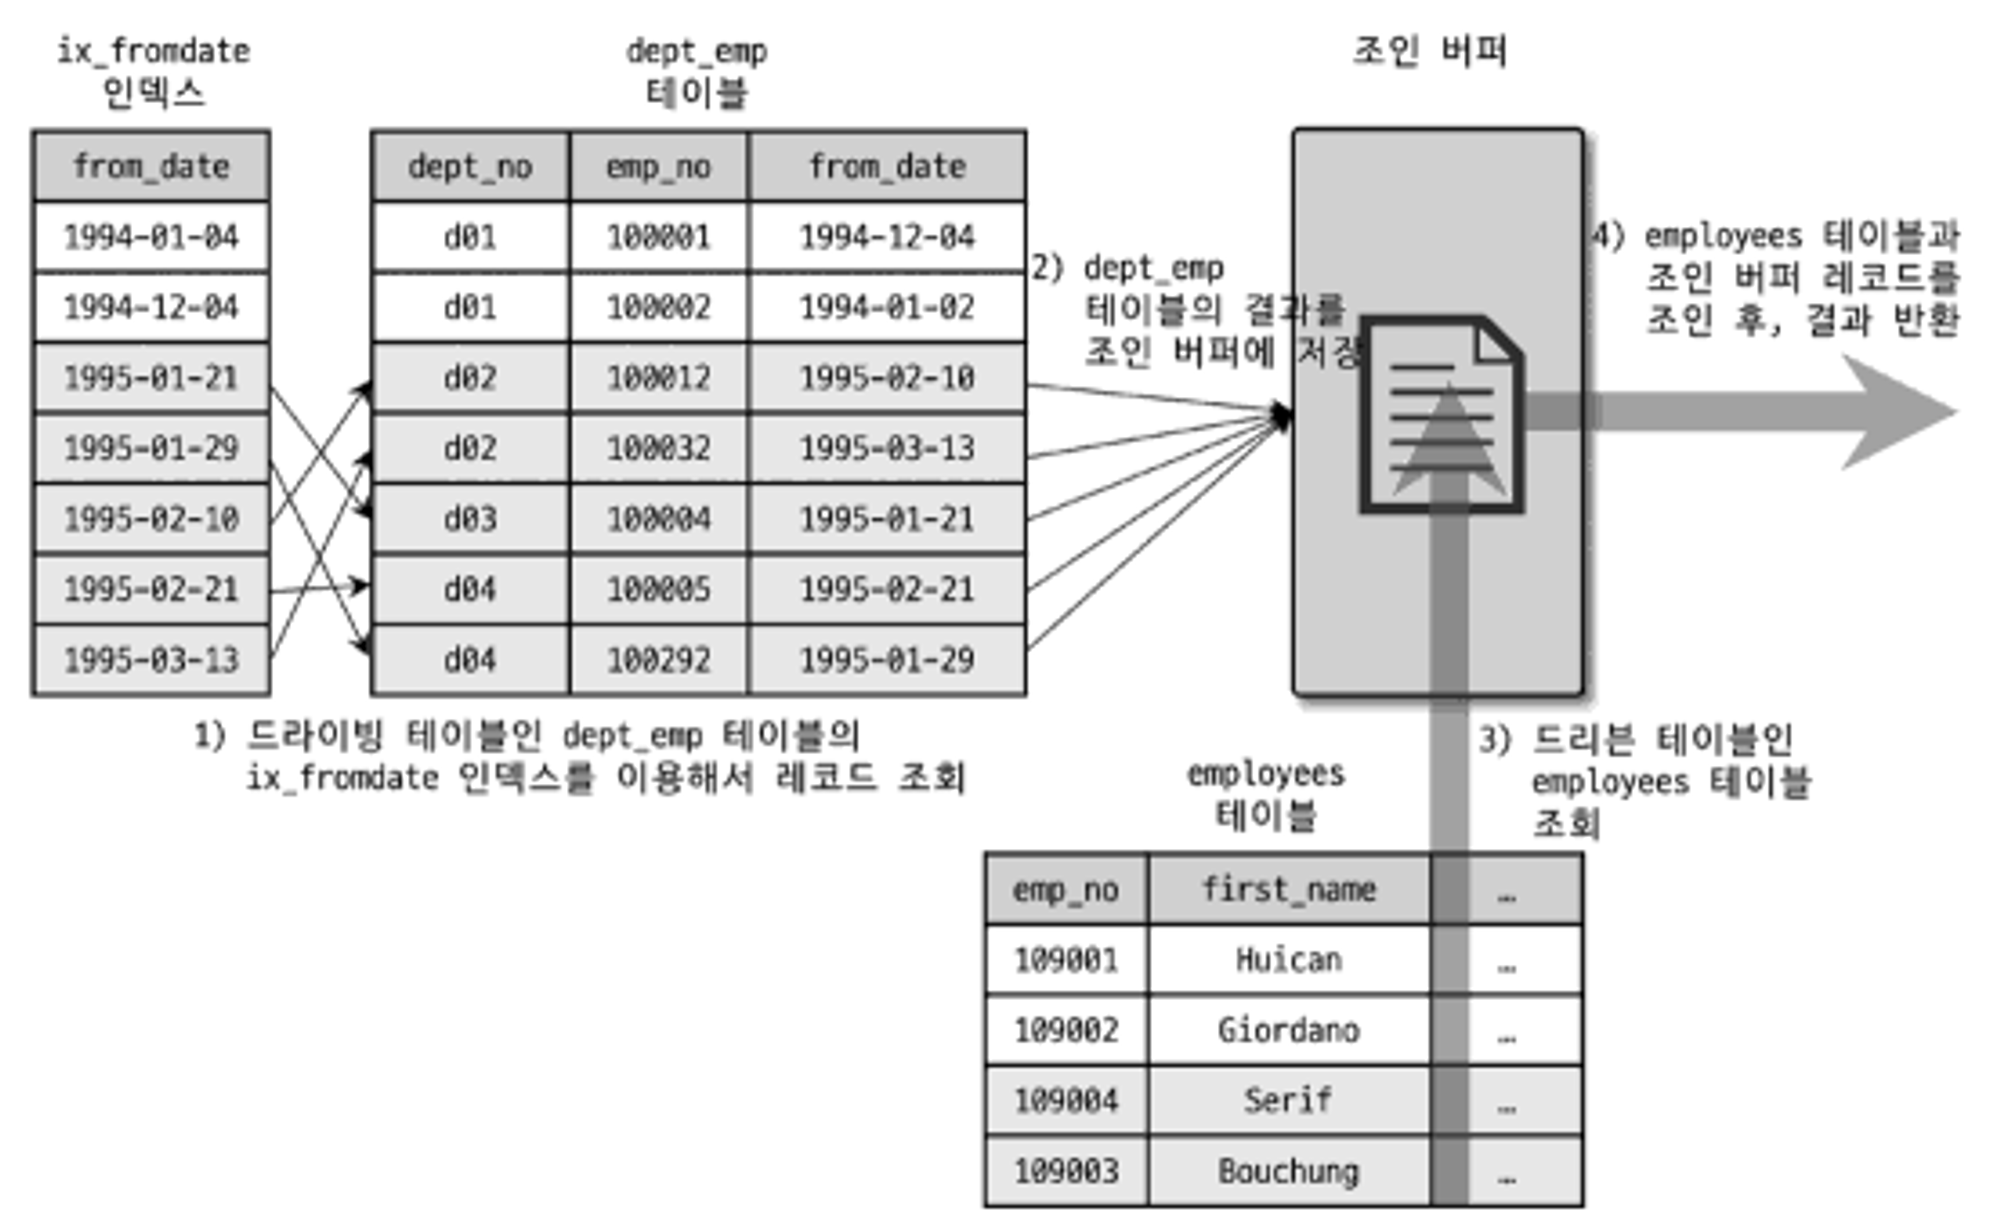 ix_fromdate
인덱스
dept_emp
테이블
조인 버퍼
from_date
1994-01-04
1994-12-04
1995-01-21
1995-01-29
1995-02-10
1995-02-21
1995-03-13
dept_no emp_no from_date
d01 100001 1994-12-04
d01 100002 1994-01-02
d02 100012 1995-02-10
d02 100032 1995-03-13
d03 100004 1995-01-21
d04 100005 1995-02-21
d04 100292 1995-01-29
2) dept_emp
테이블의 결과를
조인 버퍼에 저장
4) employees 테이블과
조인 버퍼 레코드를
조인 후, 결과 반환
1) 드라이빙 테이블인 dept_emp 테이블의
ix_fromdate 인덱스를 이용해서 레코드 조회
3) 드리븐 테이블인
employees 테이블
조회
employees
테이블
emp_no first_name …
109001 Huican …
109002 Giordano …
109004 Serif …
109003 Bouchung …